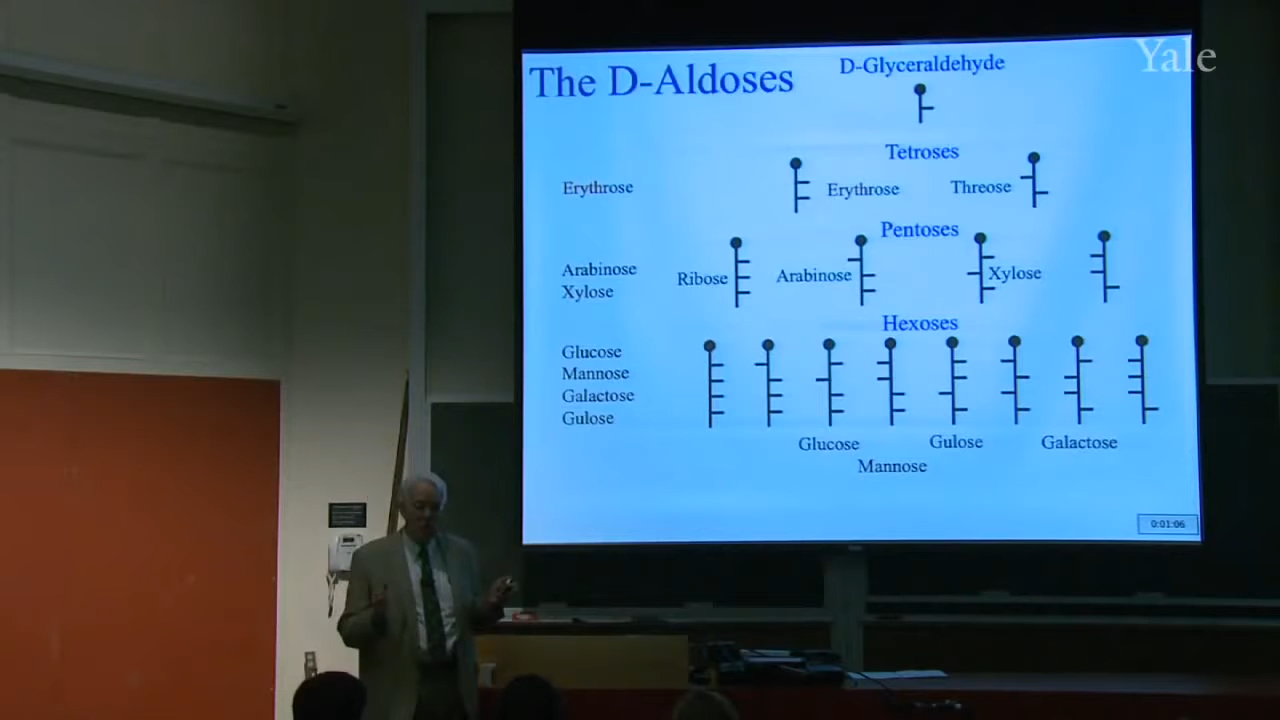 Yale
The D-Aldoses
D-Glyceraldehyde
Tetroses
Erythrose
Erythrose
Threose
Pentoses
Arabinose
Xylose
Ribose
Arabinose
Xylose
Hexoses
Glucose
Mannose
Galactose
Gulose
Glucose
Gulose
Galactose
Mannose
0:01:06